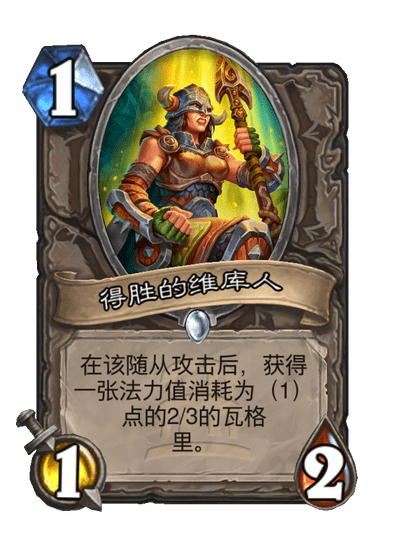 1
得胜的维库人
在该随从攻击后，获得
一张法力值消耗为（1）
点的2/3的瓦格
里。
1
2